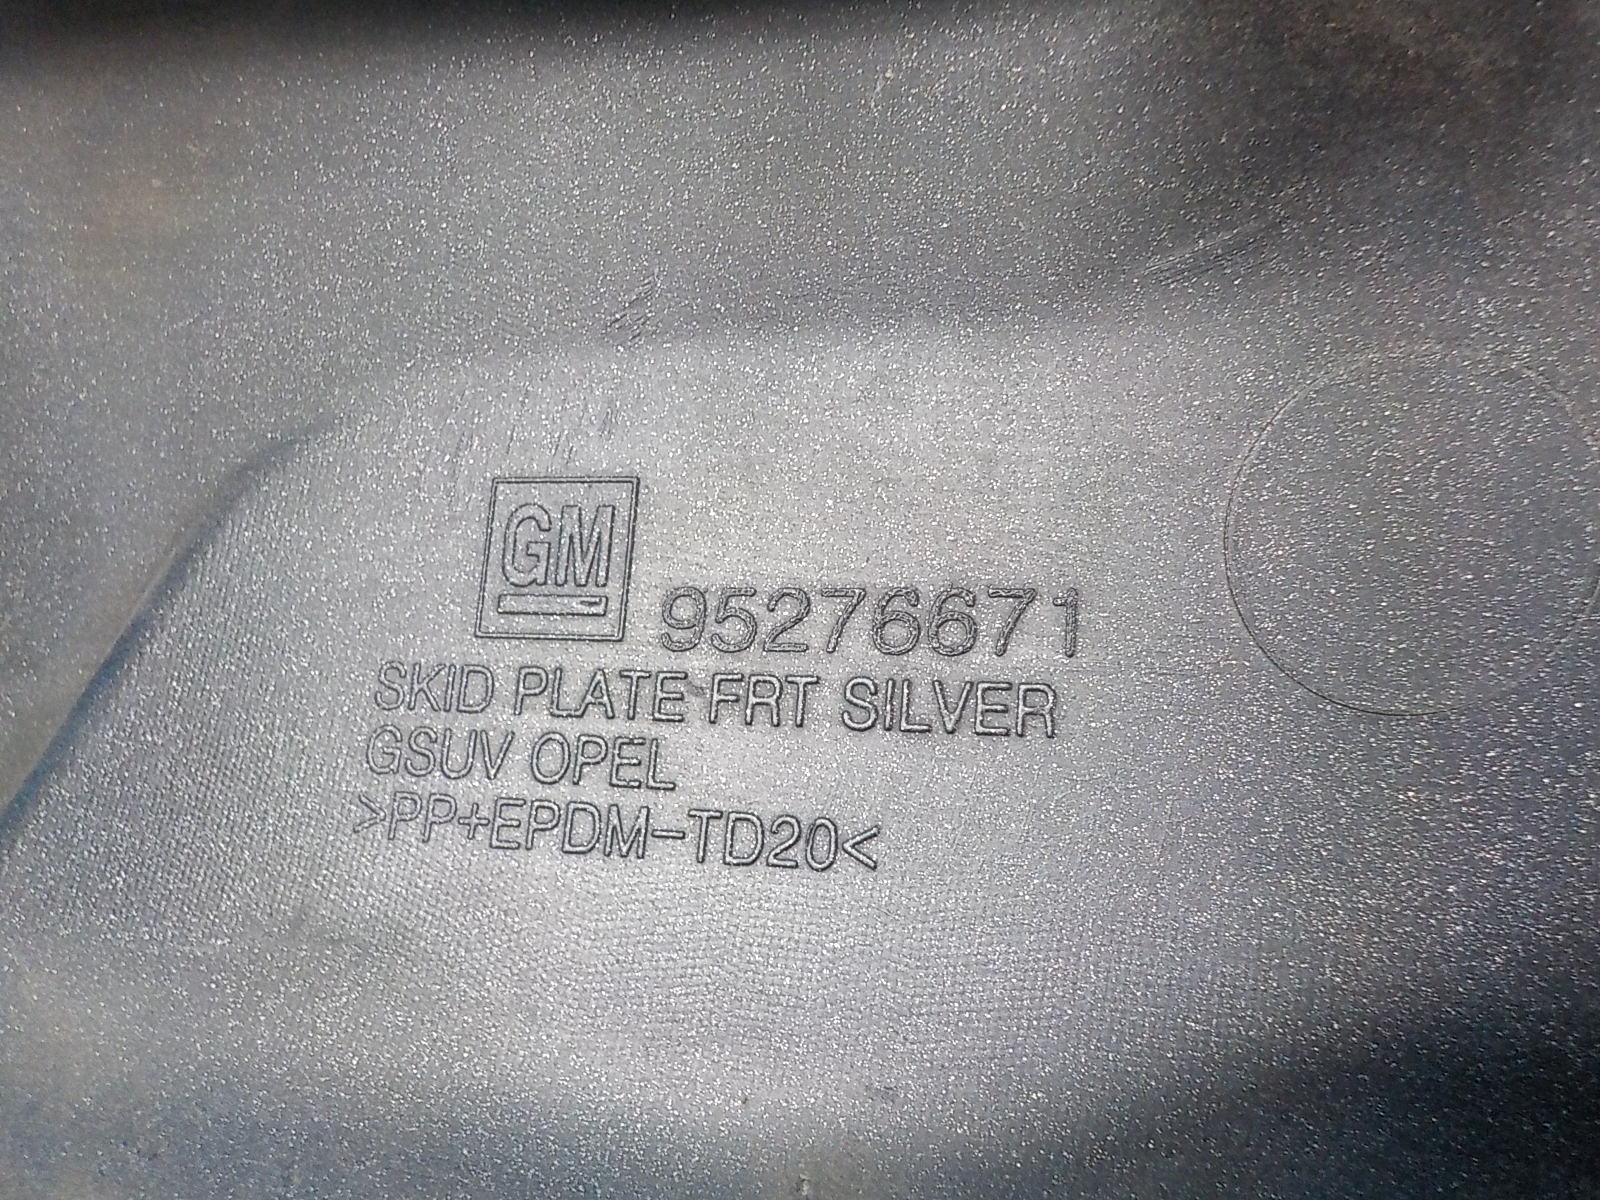 GM
95276671
SKID PLATE FRT SILVER
GSUV OPEL
>PP+EPDM-TD20<